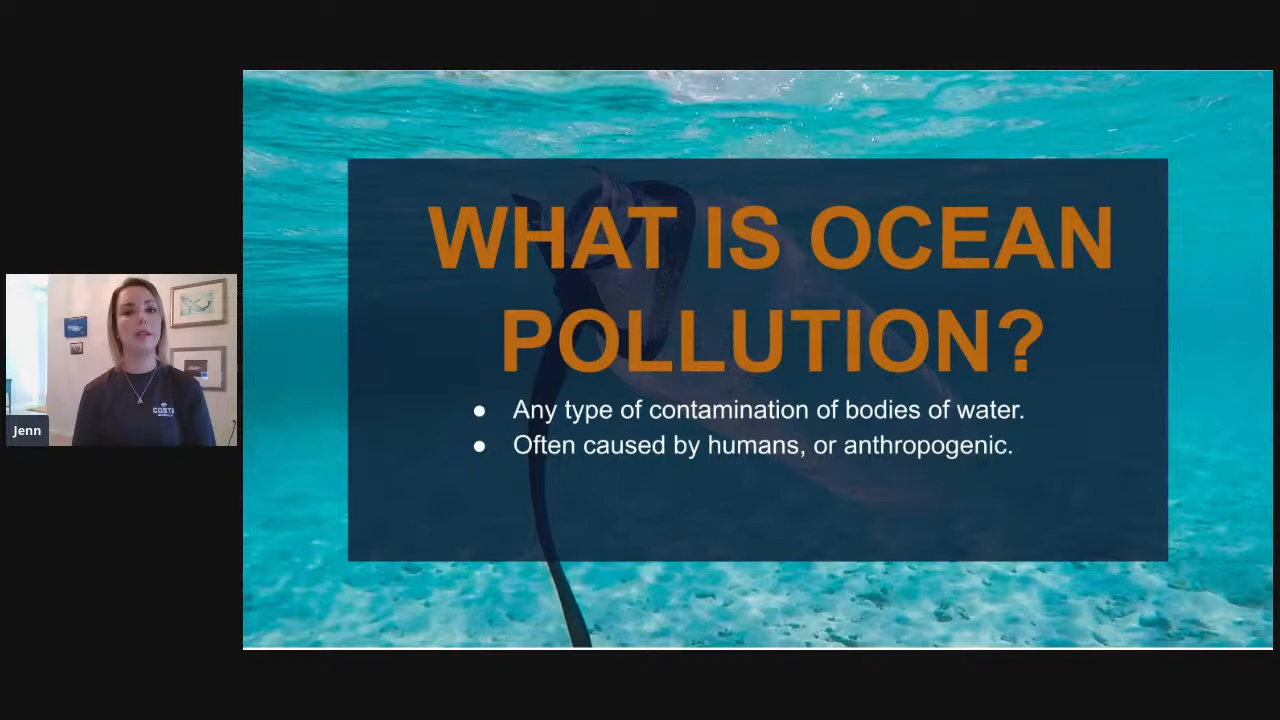 WHAT IS OCEAN
POLLUTION?
● Any type of contamination of bodies of water.
● Often caused by humans, or anthropogenic.
COSTA
Jenn